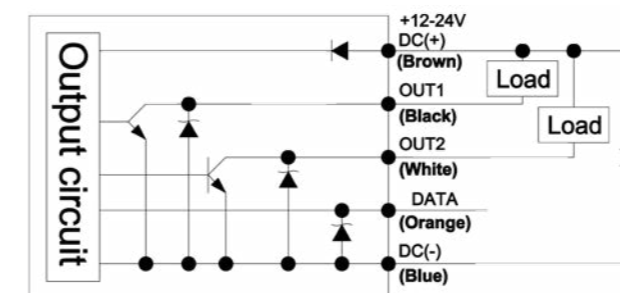 Output circuit
+12-24V
DC(+)
(Brown)
Load
OUT1
(Black)
Load
OUT2
(White)
DATA
(Orange)
DC(-)
(Blue)